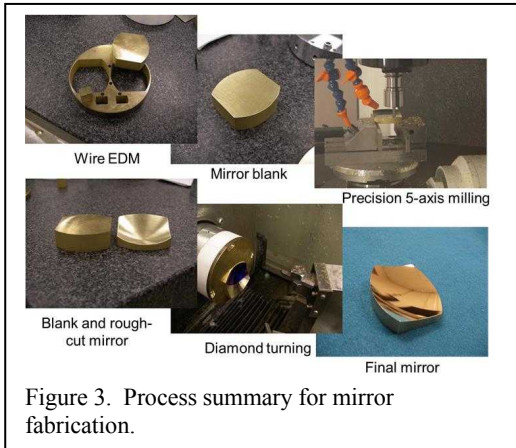 Wire EDM
Mirror blank
Precision 5-axis milling
Blank and rough-
cut mirror
Diamond turning
Final mirror
Figure 3. Process summary for mirror
fabrication.